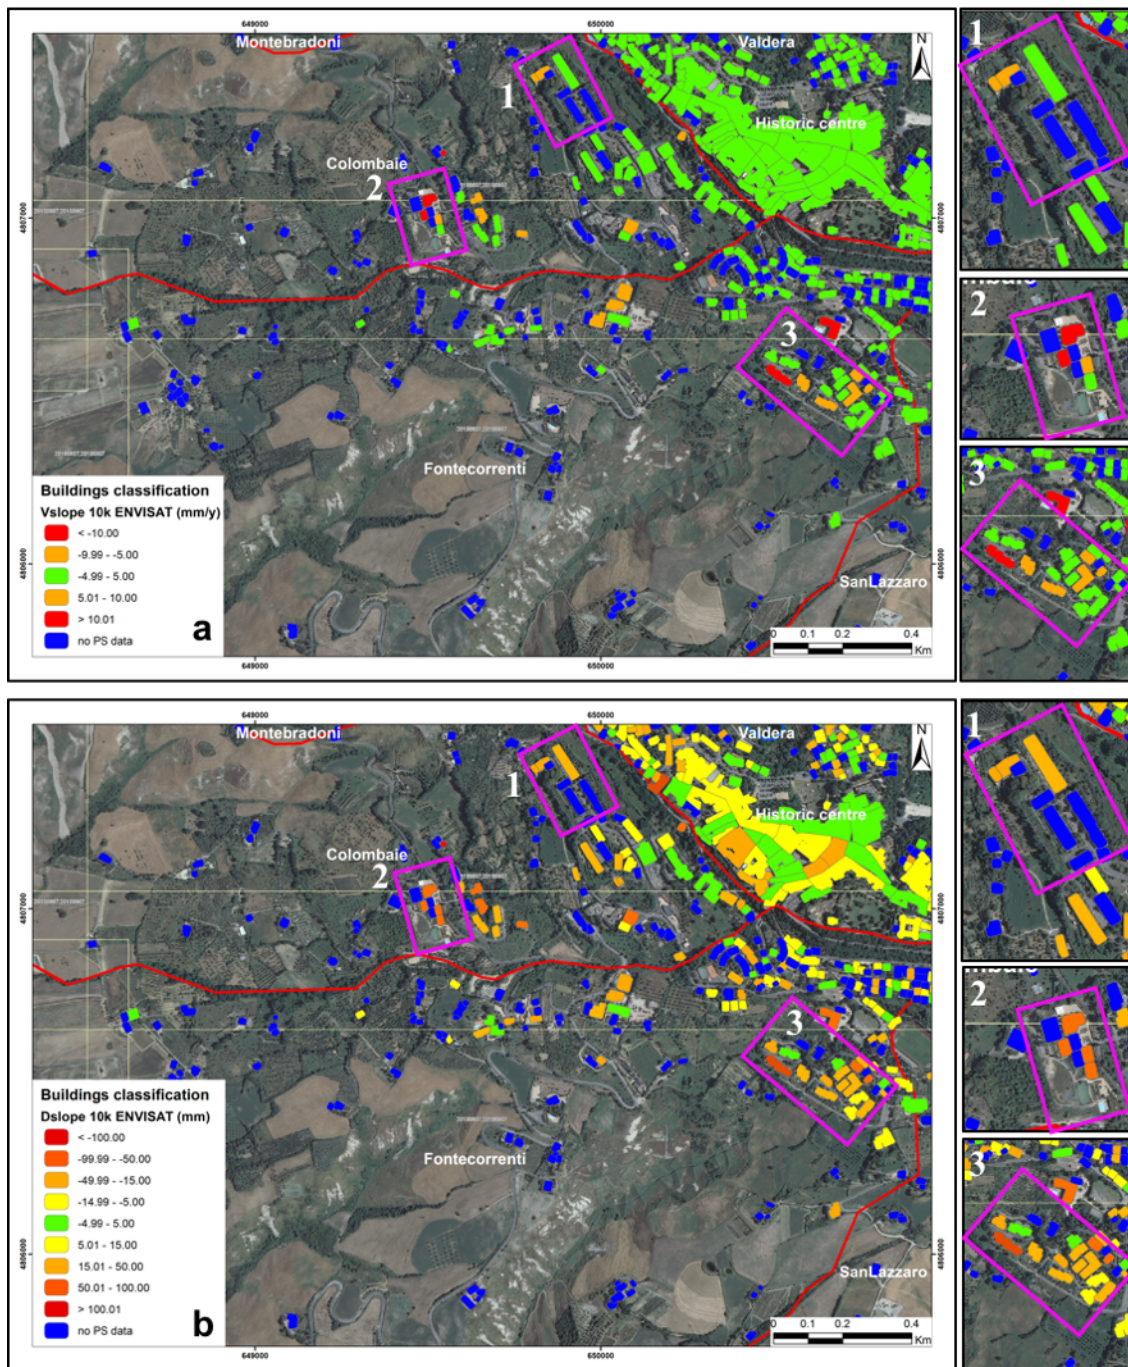 649000
650000
Montebradoni
Valdera
N
1
Historic centre
Colombaie
2
4807000
4807000
3
Fontecorrenti
Buildings classification
Vslope 10k ENVISAT (mm/y)
< -10.00
-9.99 - -5.00
-4.99 - 5.00
5.01 - 10.00
> 10.01
no PS data
a
4806000
4806000
SanLazzaro
0 0.1 0.2 0.4
Km
649000
650000
1
2
3
649000
650000
Montebradoni
Valdera
N
1
Historic centre
Colombaie
2
4807000
4807000
3
Fontecorrenti
Buildings classification
Dslope 10k ENVISAT (mm)
< -100.00
-99.99 - -50.00
-49.99 - -15.00
-14.99 - -5.00
-4.99 - 5.00
5.01 - 15.00
15.01 - 50.00
50.01 - 100.00
> 100.01
no PS data
b
4806000
4806000
SanLazzaro
0 0.1 0.2 0.4
Km
649000
650000
1
2
3